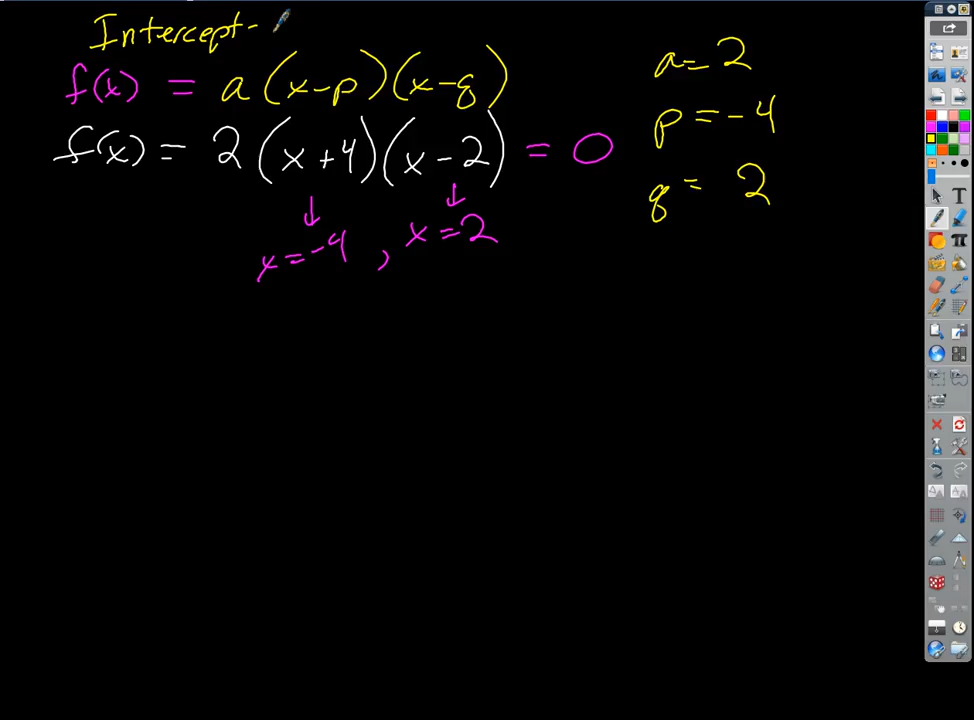 Intercept-
f(x) = a(x-p)(x-q)
f(x) = 2(x+4)(x-2) = 0
x=-4, x=2
a=2
p=-4
q= 2
T
π